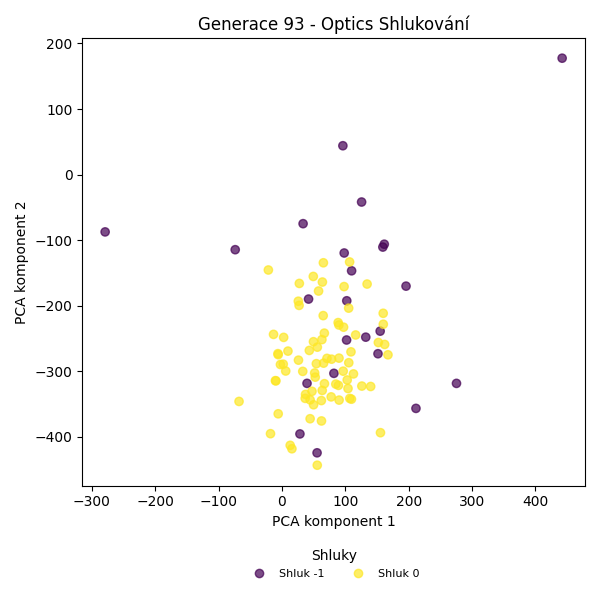 Generace 93 - Optics Shlukování
200
100
0
−100
−200
−300
−400
PCA komponent 2
−300 −200 −100 0 100 200 300 400
PCA komponent 1
Shluky
Shluk -1 Shluk 0